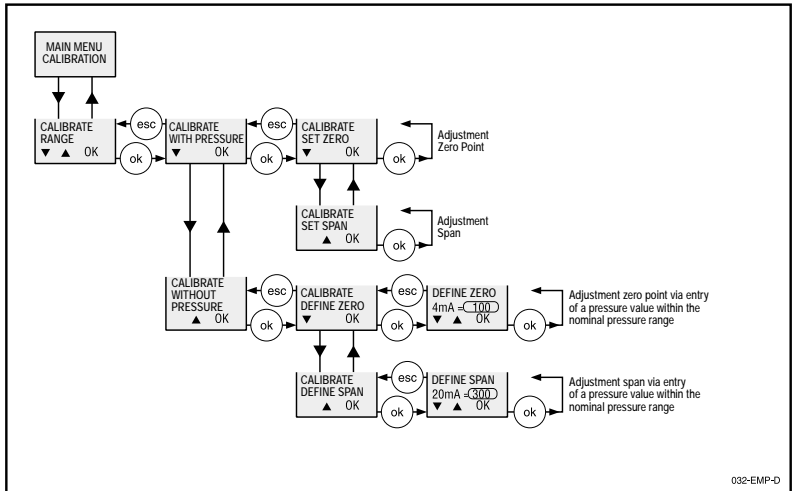 MAIN MENU
CALIBRATION
esc
esc
CALIBRATE
RANGE
▼ ▲ OK
ok
CALIBRATE
WITH PRESSURE
▼ OK
ok
CALIBRATE
SET ZERO
▼ OK
ok
Adjustment
Zero Point
CALIBRATE
SET SPAN
▲ OK
ok
Adjustment
Span
CALIBRATE
WITHOUT
PRESSURE
▲ OK
esc
ok
CALIBRATE
DEFINE ZERO
▼ OK
esc
ok
DEFINE ZERO
4mA = 100
▼ ▲ OK
ok
Adjustment zero point via entry
of a pressure value within the
nominal pressure range
CALIBRATE
DEFINE SPAN
▲ OK
esc
ok
DEFINE SPAN
20mA = 300
▼ ▲ OK
ok
Adjustment span via entry
of a pressure value within the
nominal pressure range
032-EMP-D